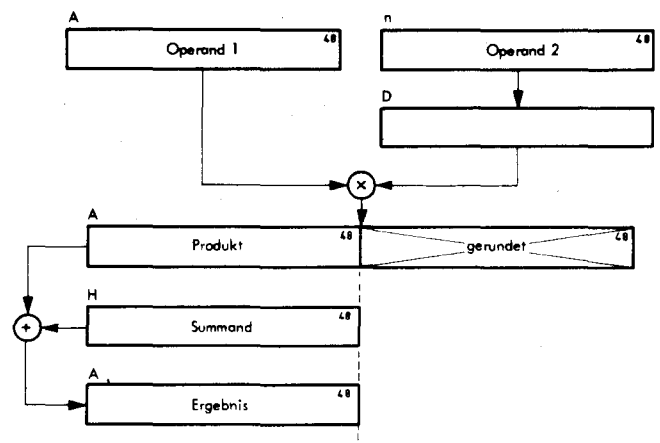 A
n
Operand 1 48
Operand 2 48
D
×
A
Produkt 48
gerundet 48
H
Summand 48
+
A
Ergebnis 48